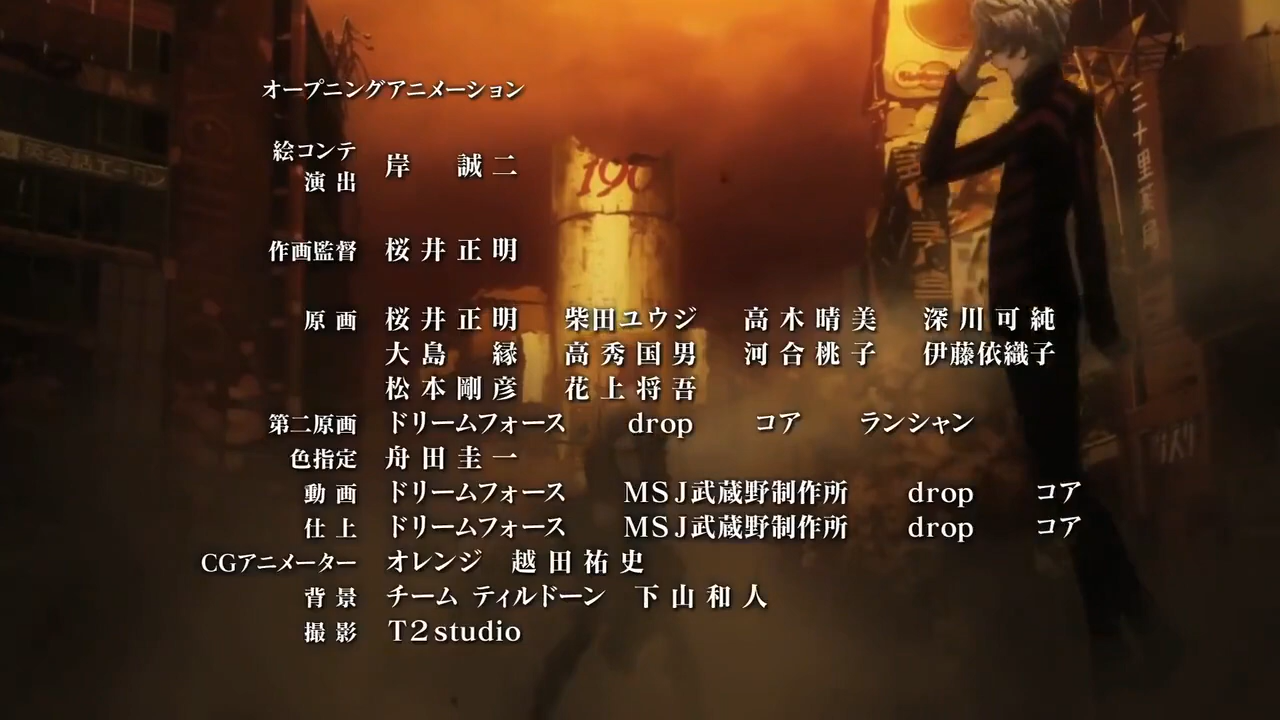 オープニングアニメーション
絵コンテ
演出 岸 誠二
作画監督 桜井正明
原画 桜井正明 柴田ユウジ 高木晴美 深川可純
大島 縁 高秀国男 河合桃子 伊藤依織子
松本剛彦 花上将吾
第二原画 ドリームフォース drop コア ランシャン
色指定 舟田圭一
動画 ドリームフォース MSJ武蔵野制作所 drop コア
仕上 ドリームフォース MSJ武蔵野制作所 drop コア
CGアニメーター オレンジ 越田祐史
背景 チーム ティルドーン 下山和人
撮影 T2studio
190
英会話エーワン